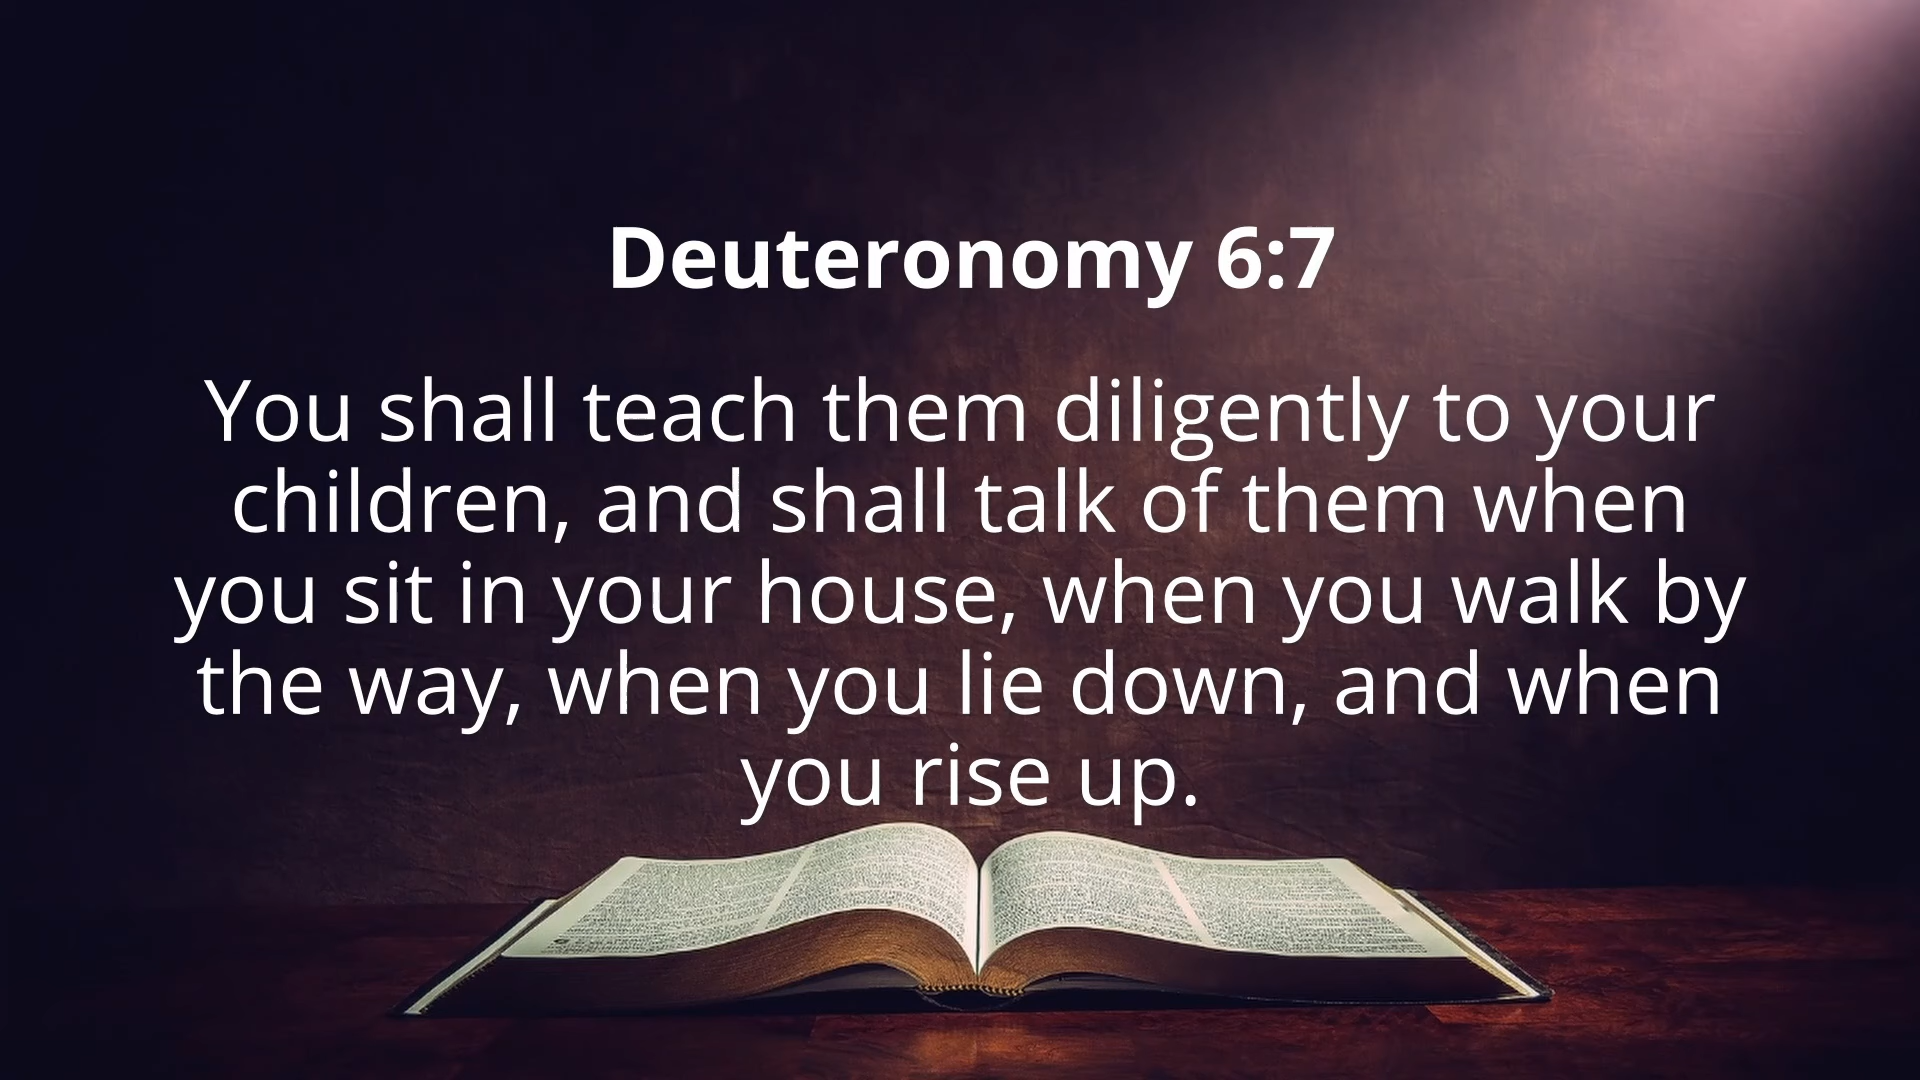 Deuteronomy 6:7
You shall teach them diligently to your
children, and shall talk of them when
you sit in your house, when you walk by
the way, when you lie down, and when
you rise up.